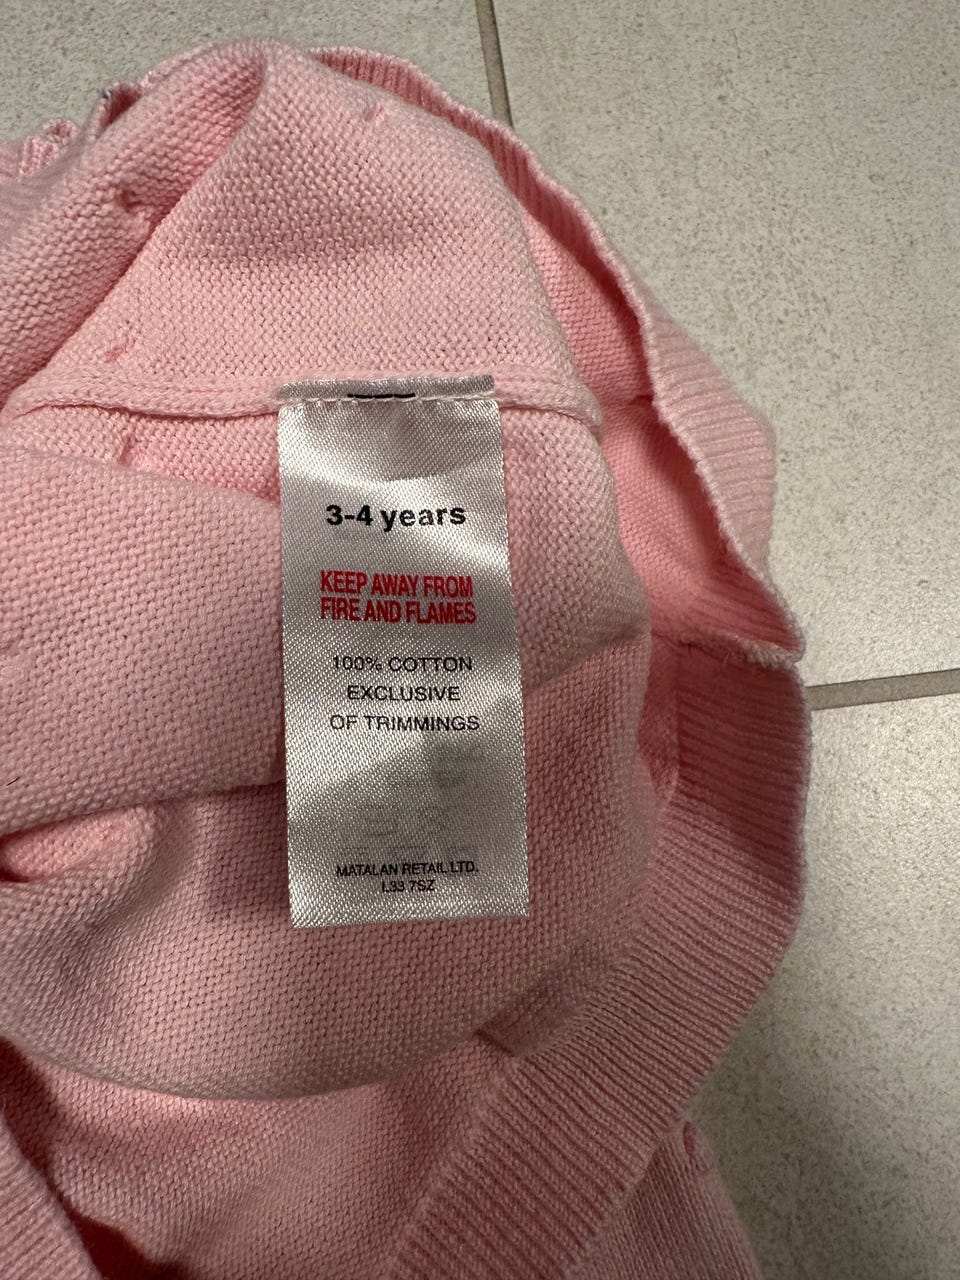 3-4 years
KEEP AWAY FROM
FIRE AND FLAMES
100% COTTON
EXCLUSIVE
OF TRIMMINGS
MATALAN RETAIL LTD.
L33 7SZ